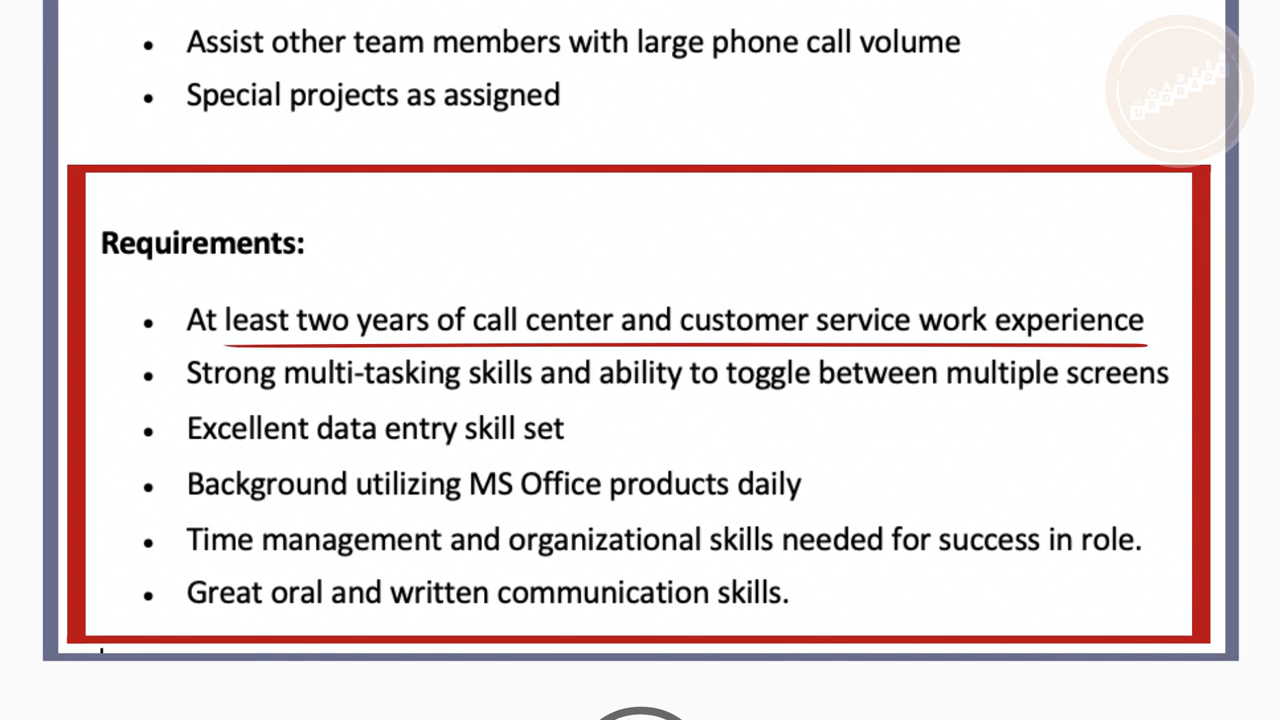 Assist other team members with large phone call volume
Special projects as assigned
CAREER
UPGRADE
Requirements:
At least two years of call center and customer service work experience
Strong multi-tasking skills and ability to toggle between multiple screens
Excellent data entry skill set
Background utilizing MS Office products daily
Time management and organizational skills needed for success in role.
Great oral and written communication skills.